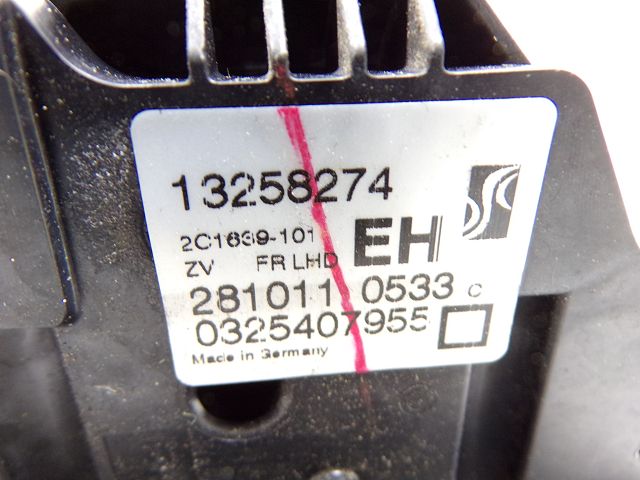 13258274
2C1639-101 EH
ZV FR LHD
281011 0533 c
0325407955
Made in Germany